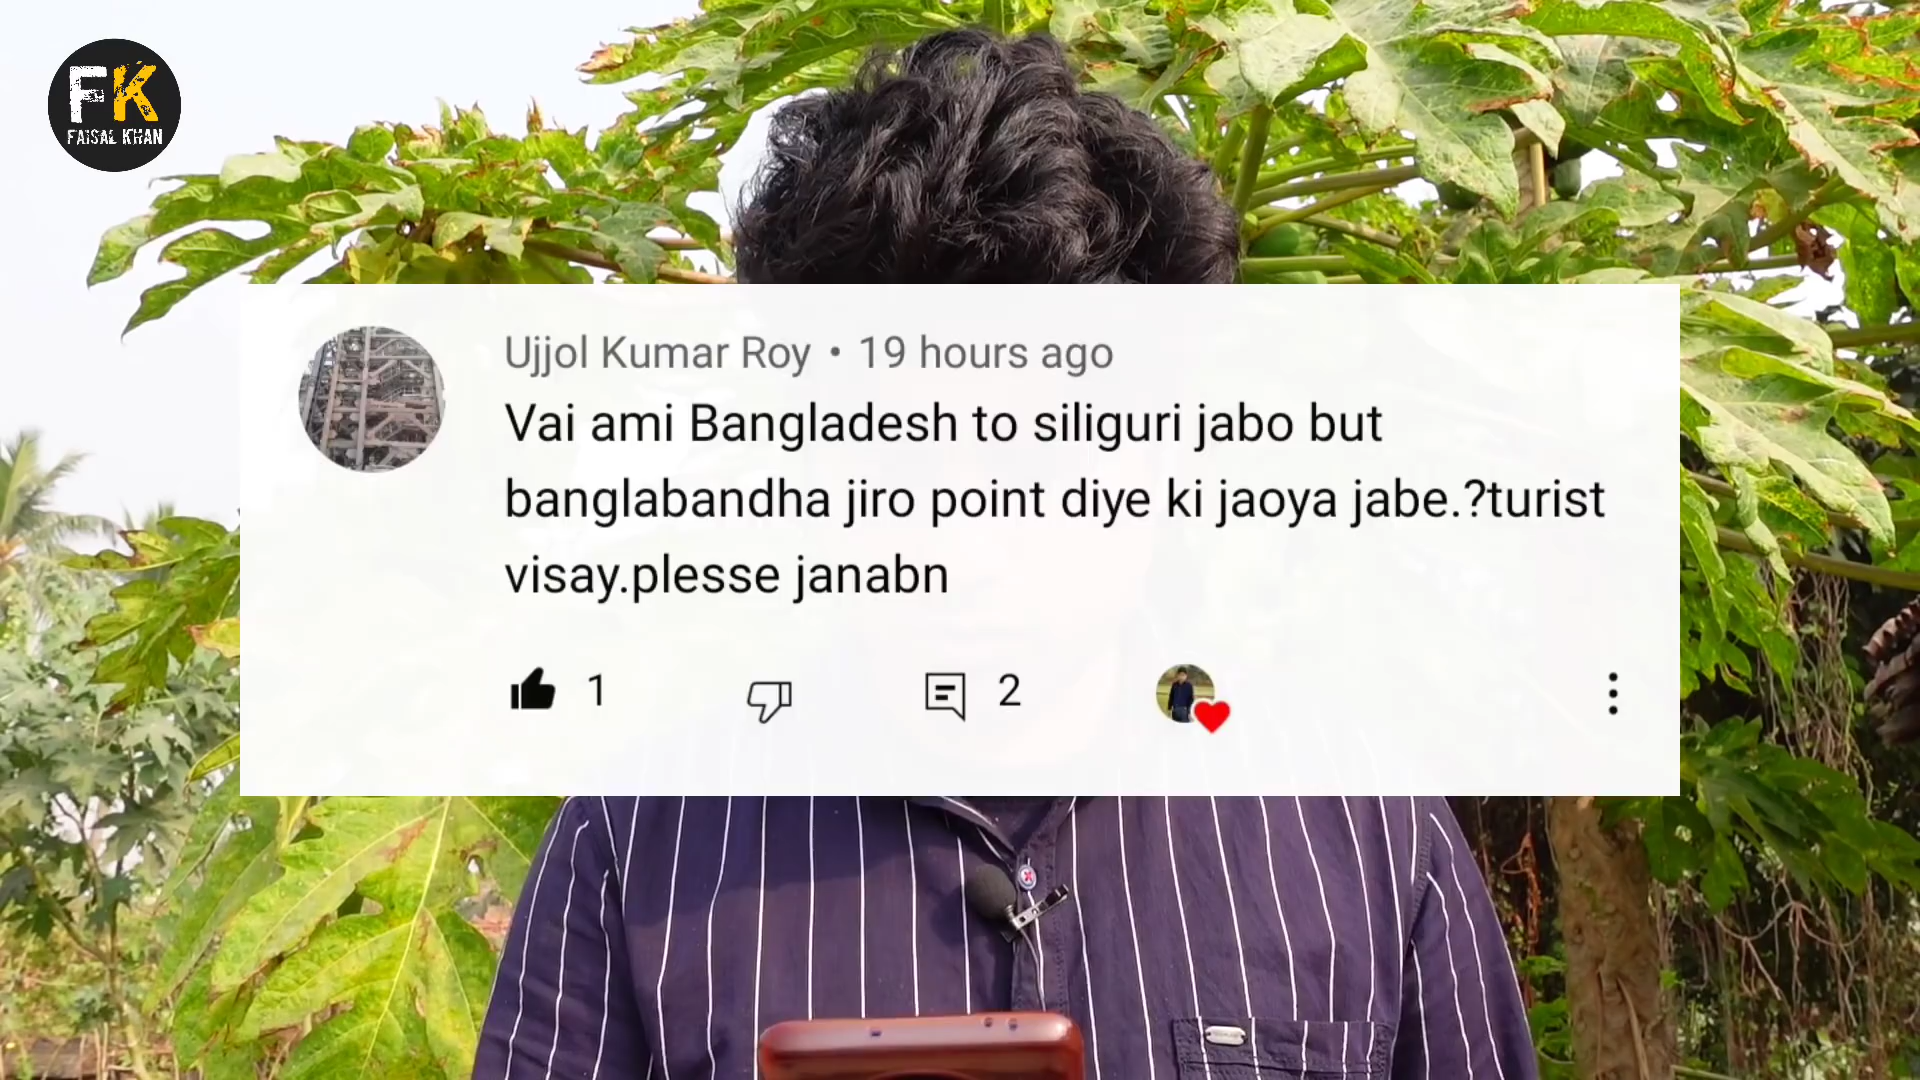 FK
FAISAL KHAN
Ujjol Kumar Roy • 19 hours ago
Vai ami Bangladesh to siliguri jabo but
banglabandha jiro point diye ki jaoya jabe.?turist
visay.plesse janabn
1
2